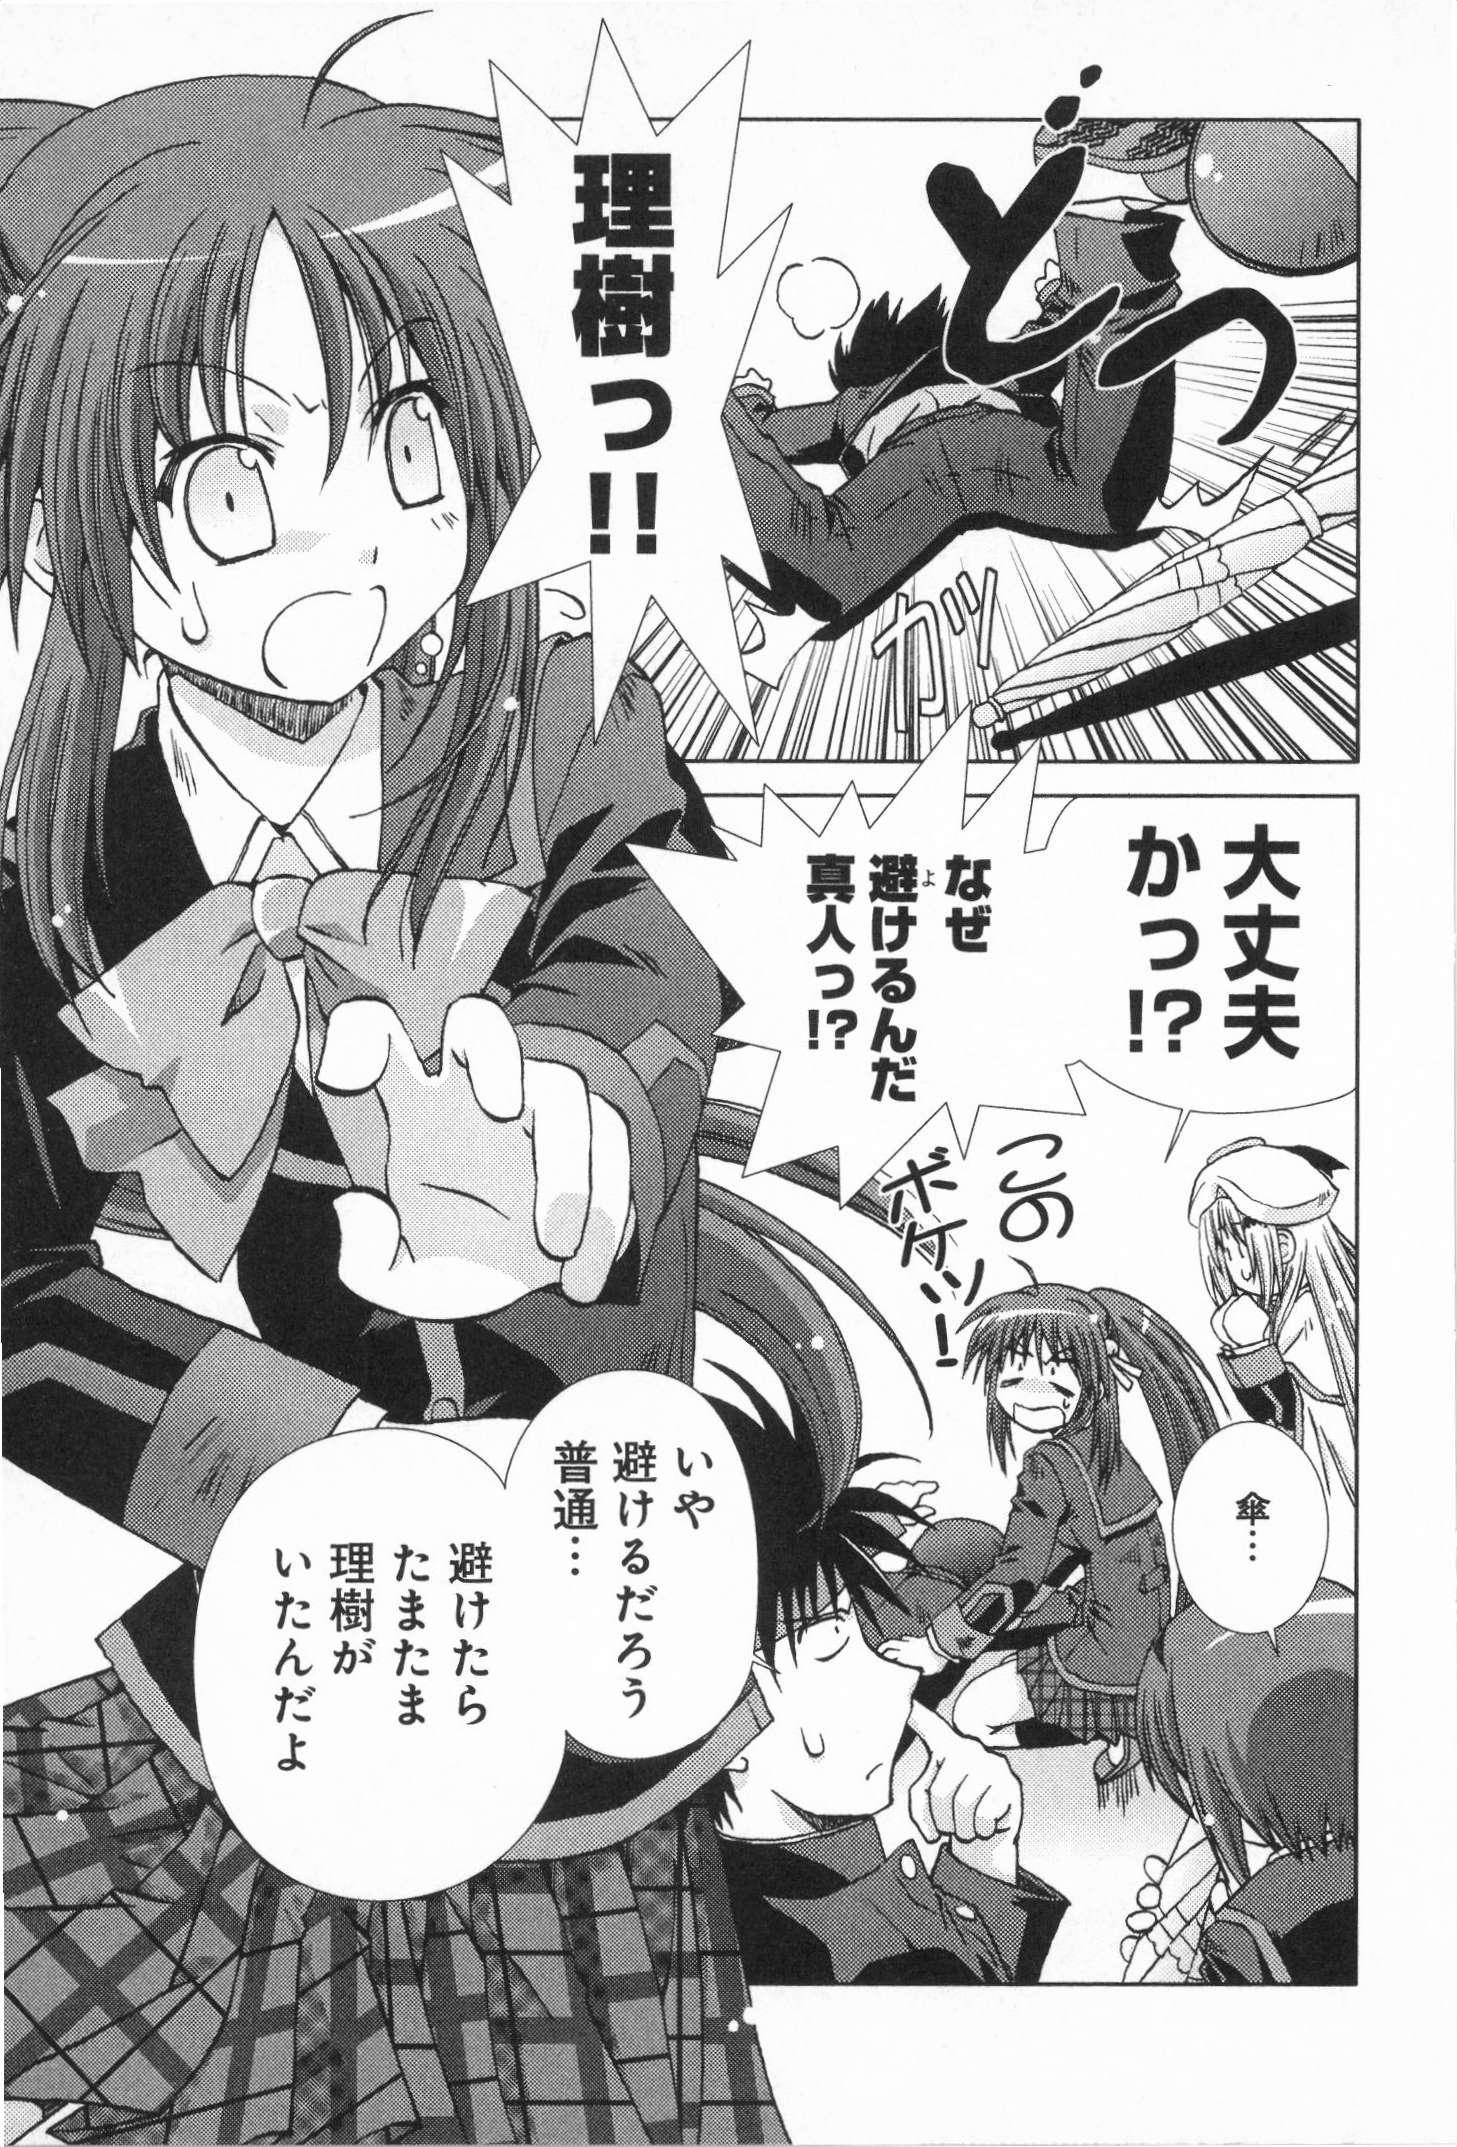 どっ
カッ
理樹っ!!
大丈夫
かっ!?
なぜ
避けるんだ
よ
真人っ!?
この
ボケッ!
傘…
いや
避けるだろう
普通…
避けたら
たまたま
理樹が
いたんだよ